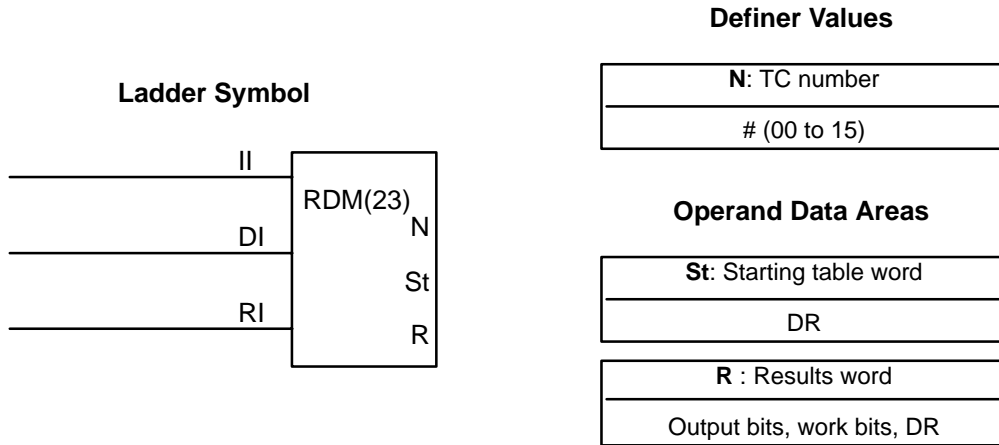 Ladder Symbol
II
RDM(23)
N
DI
St
RI
R
Definer Values
N: TC number
# (00 to 15)
Operand Data Areas
St: Starting table word
DR
R : Results word
Output bits, work bits, DR